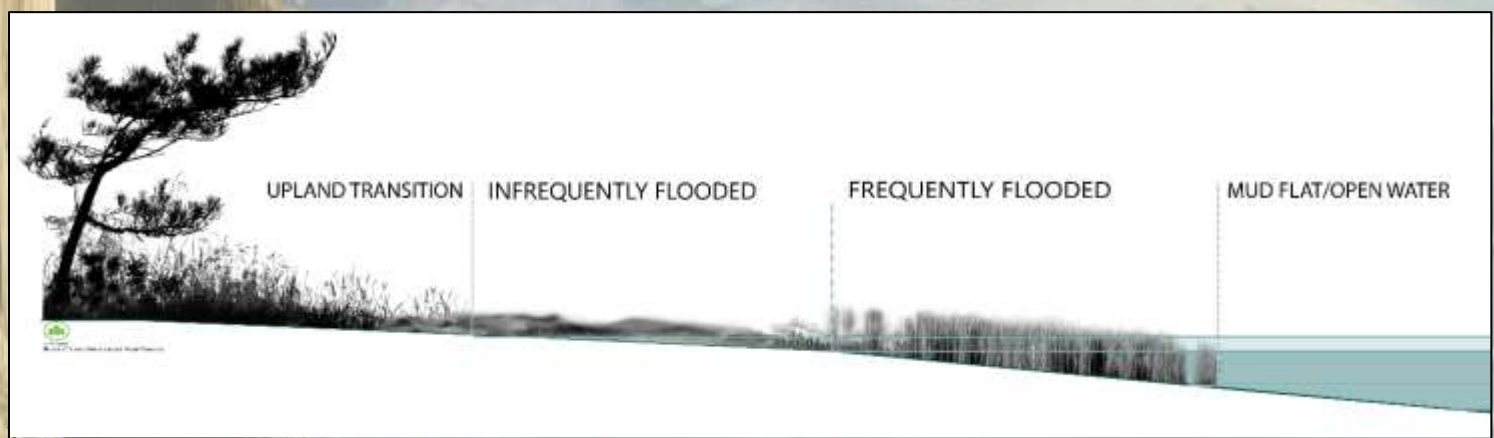 UPLAND TRANSITION
INFREQUENTLY FLOODED
FREQUENTLY FLOODED
MUD FLAT/OPEN WATER